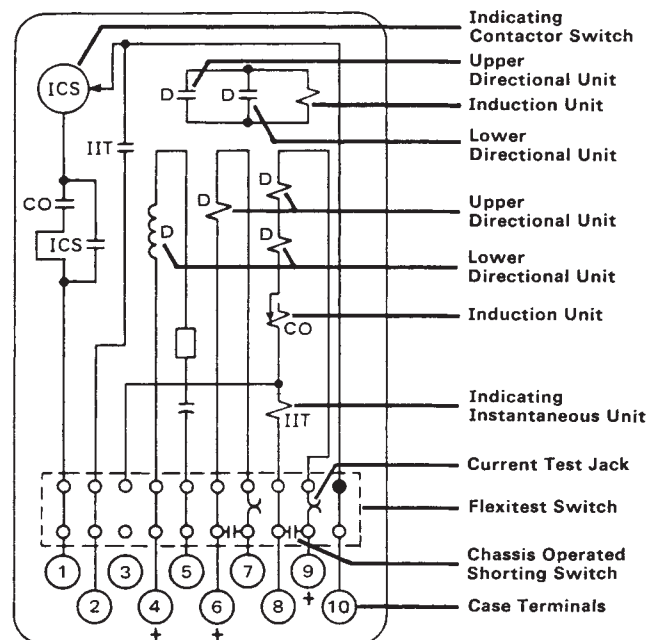 Indicating
Contactor Switch
Upper
Directional Unit
Induction Unit
Lower
Directional Unit
Upper
Directional Unit
Lower
Directional Unit
Induction Unit
Indicating
Instantaneous Unit
Current Test Jack
Flexitest Switch
Chassis Operated
Shorting Switch
Case Terminals
ICS
D D
IIT
CO
ICS
D
D
D
D
CO
IIT
1 3 5 7 9
+
2 4 6 8 10
+ +